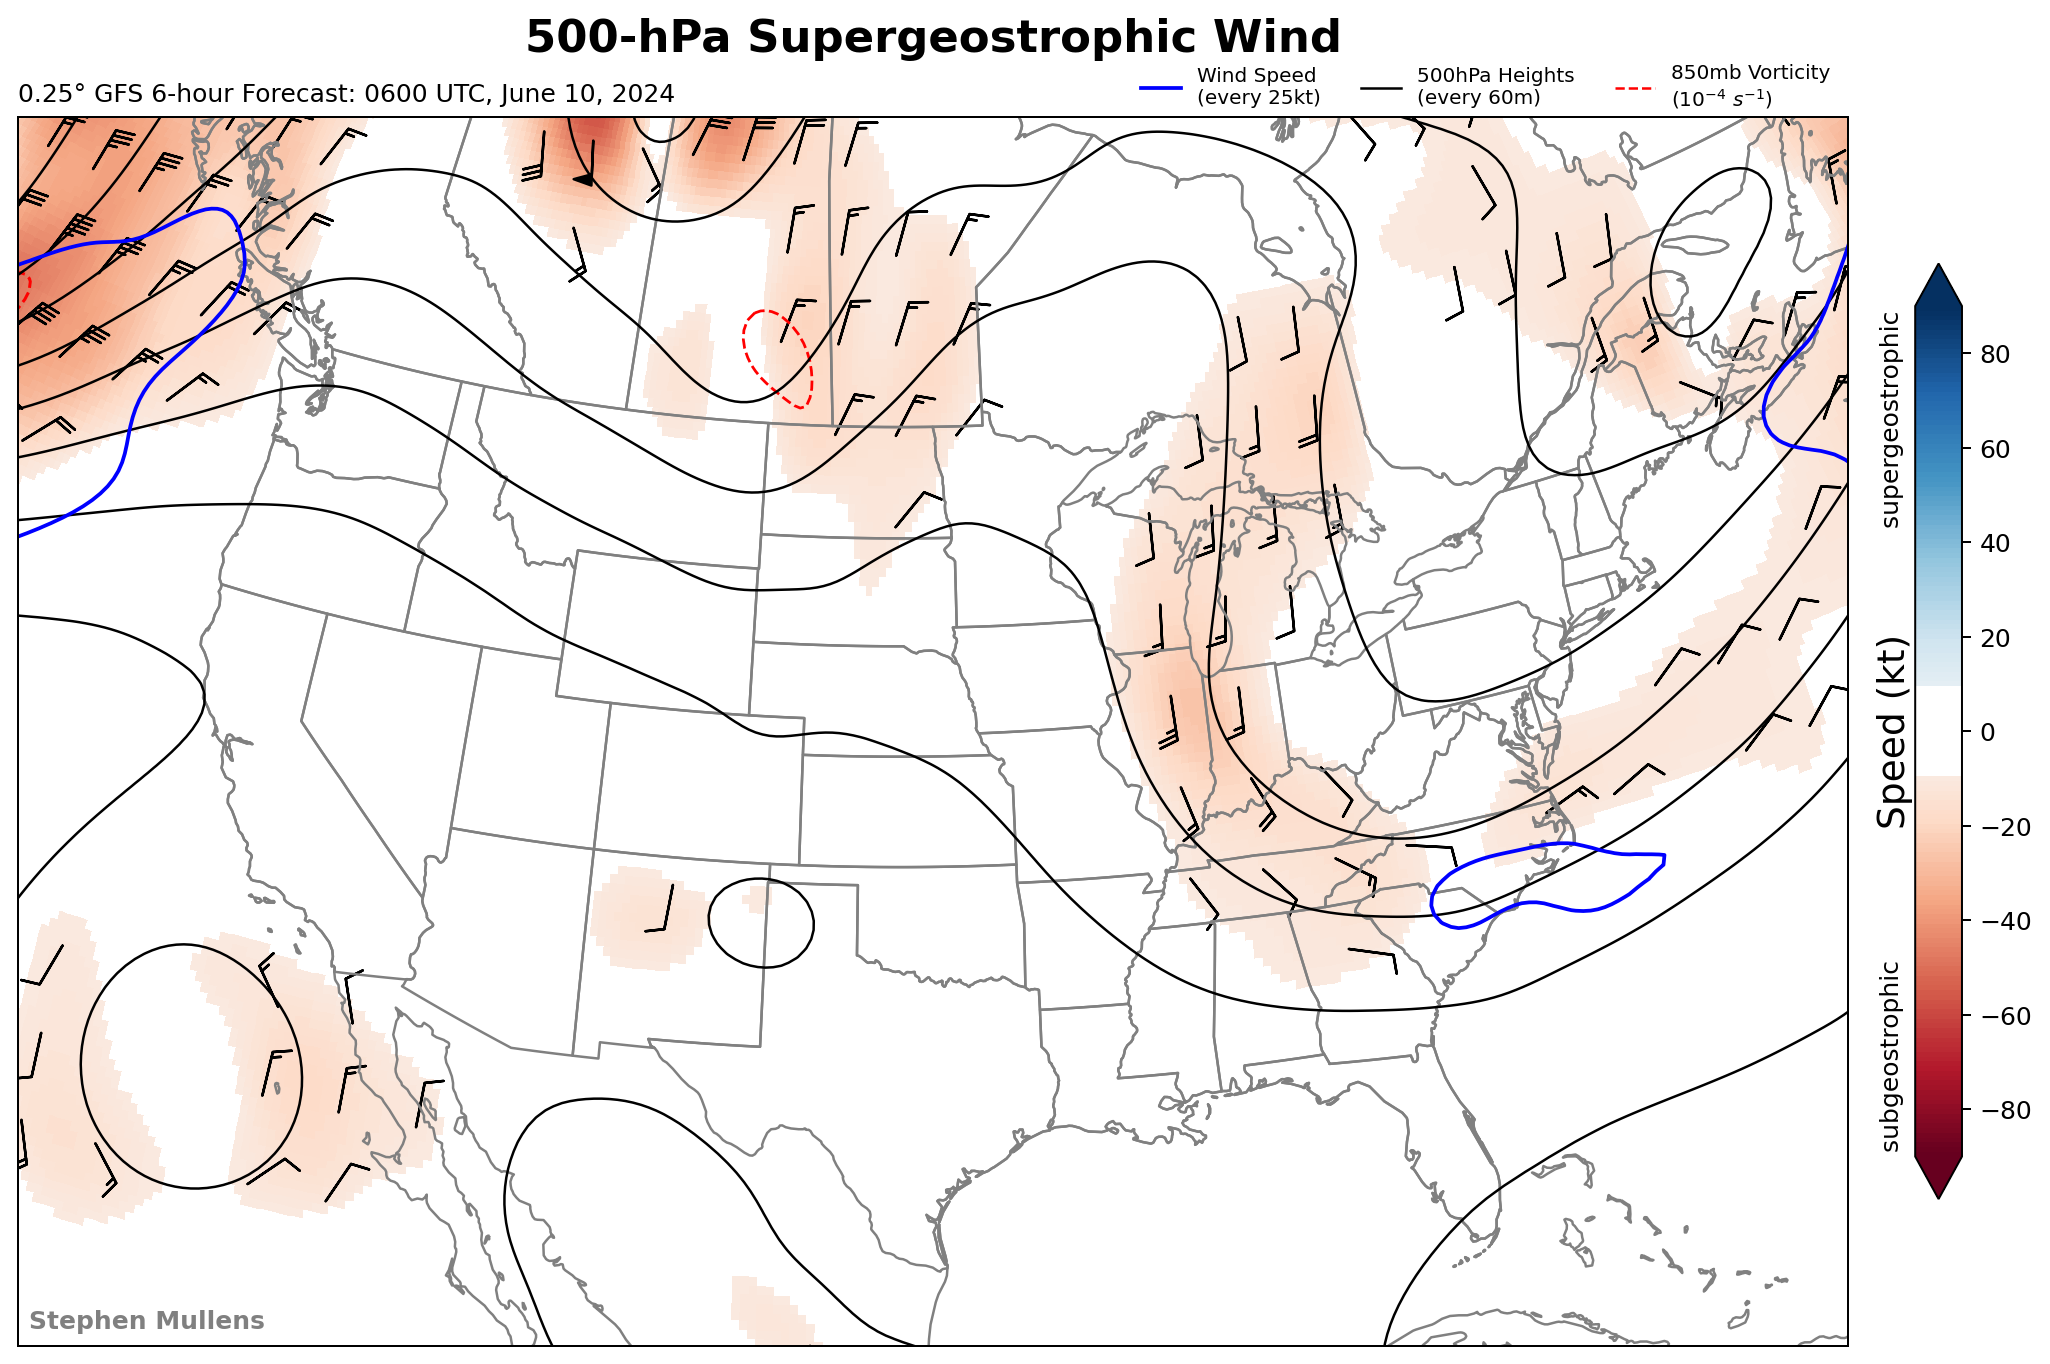 500-hPa Supergeostrophic Wind
0.25° GFS 6-hour Forecast: 0600 UTC, June 10, 2024
Wind Speed
(every 25kt)
500hPa Heights
(every 60m)
850mb Vorticity
(10⁻⁴ s⁻¹)
supergeostrophic
subgeostrophic
Speed (kt)
80
60
40
20
0
−20
−40
−60
−80
Stephen Mullens